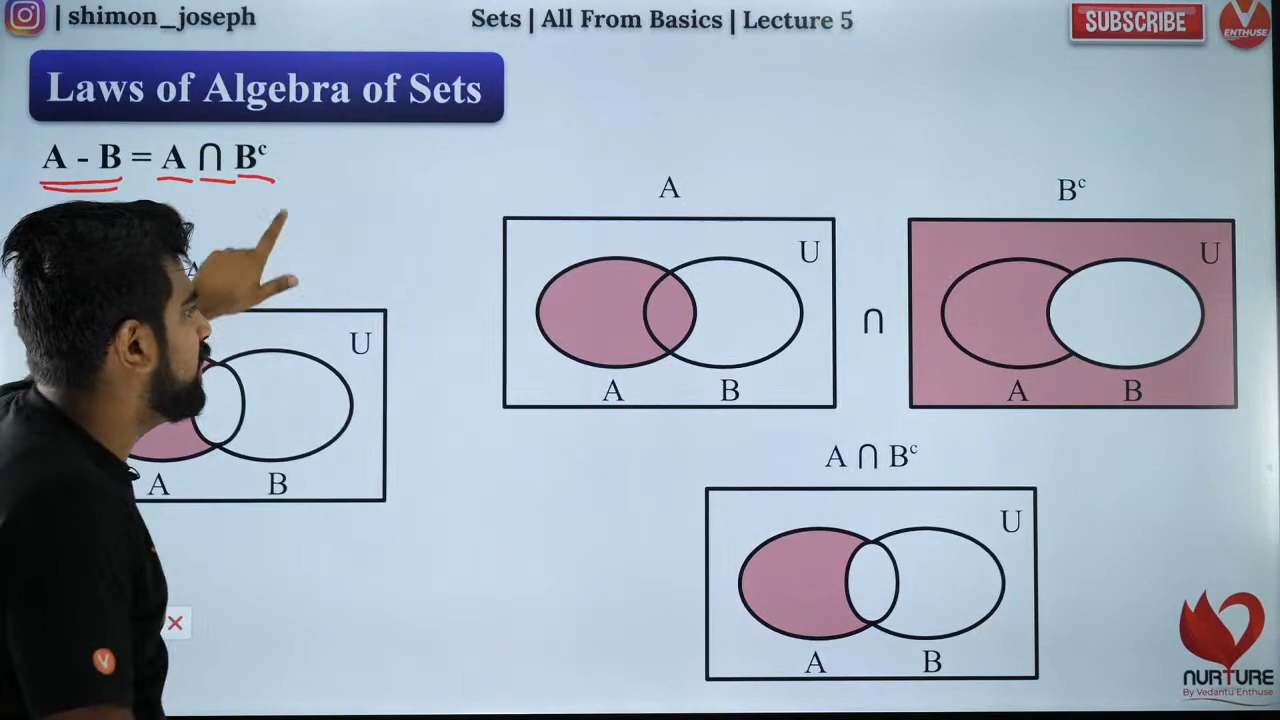 | shimon_joseph
Sets | All From Basics | Lecture 5
SUBSCRIBE
V
ENTHUSE
Laws of Algebra of Sets
A - B = A ∩ Bᶜ
U
A B
A
U
A B
∩
Bᶜ
U
A B
A ∩ Bᶜ
U
A B
V
NURTURE
By Vedantu Enthuse